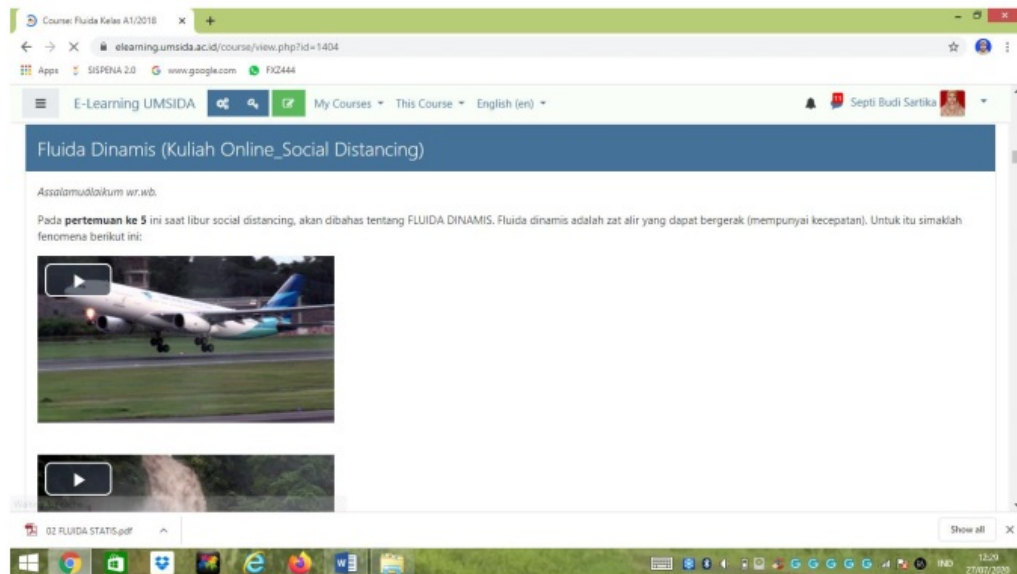 Course: Fluida Kelas A1/2018
elearning.umsida.ac.id/course/view.php?id=1404
Apps SISPENA 2.0 www.google.com FXZ444
E-Learning UMSIDA My Courses This Course English (en) Septi Budi Sartika
Fluida Dinamis (Kuliah Online_Social Distancing)
Assalamudlaikum wr.wb.
Pada pertemuan ke 5 ini saat libur social distancing, akan dibahas tentang FLUIDA DINAMIS. Fluida dinamis adalah zat alir yang dapat bergerak (mempunyai kecepatan). Untuk itu simaklah
fenomena berikut ini:
02 FLUIDA STATIS.pdf Show all
IND 12:29
27/07/2020